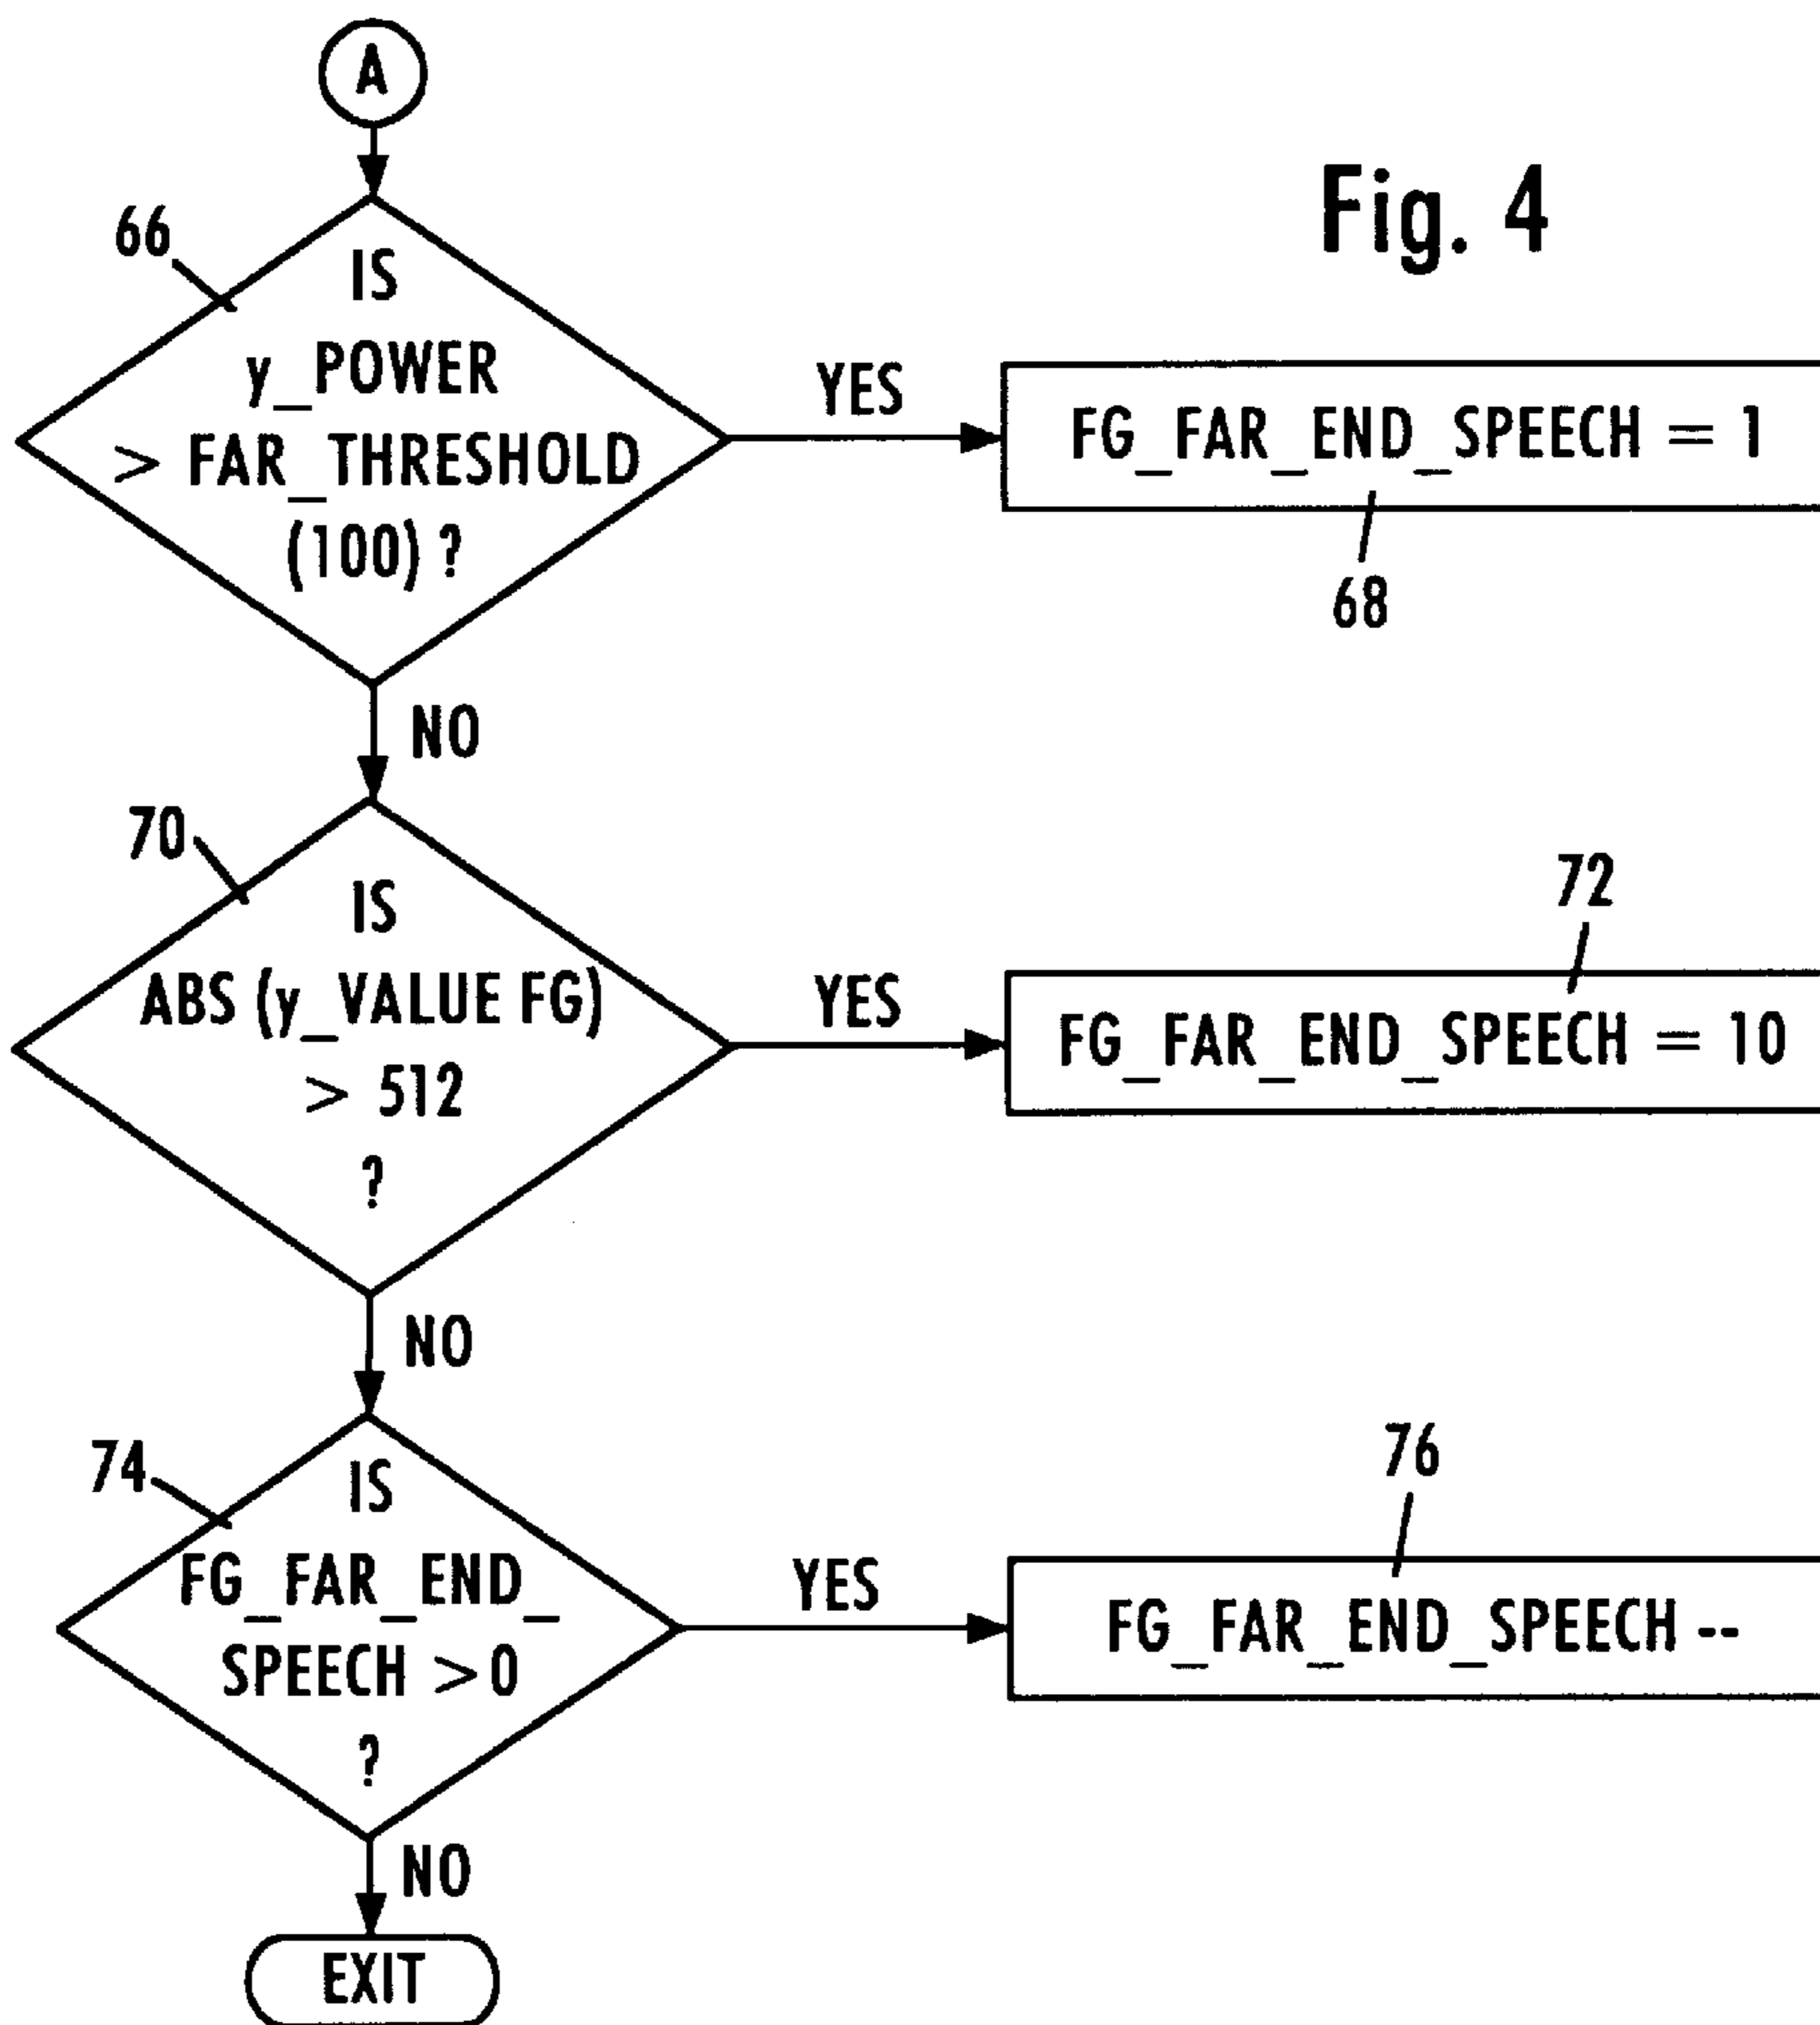 A
Fig. 4
66
IS
y_POWER
> FAR_THRESHOLD
(100) ?
YES
FG_FAR_END_SPEECH = 1
68
NO
70
IS
ABS (y_VALUE FG)
> 512
?
YES
72
FG_FAR_END_SPEECH = 10
NO
74
IS
FG_FAR_END_
SPEECH > 0
?
YES
76
FG_FAR_END_SPEECH --
NO
EXIT